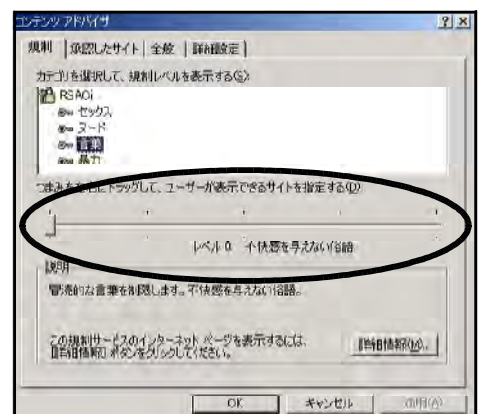 コンテンツ アドバイザ
規制 承認したサイト 全般 詳細設定
カテゴリを選択して、規制レベルを表示する(C):
RSACi
セックス
ヌード
言葉
暴力
つまみを左右にドラッグして、ユーザーが表示できるサイトを指定する(D):
レベル 0: 不快感を与えない俗語
説明
冒涜的な言葉を制限します。不快感を与えない俗語。
この規制サービスのインターネット ページを表示するには、
[詳細情報] ボタンをクリックしてください。
詳細情報(M)...
OK キャンセル 適用(A)